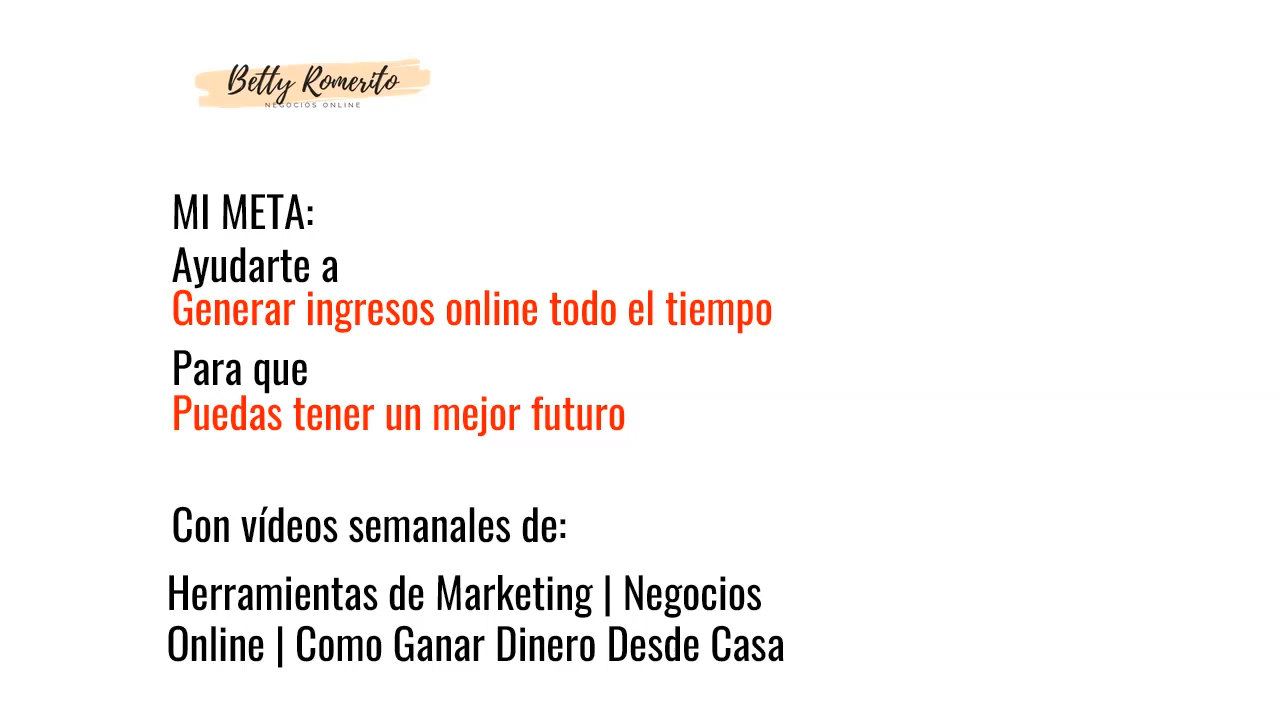 Betty Romerito
NEGOCIOS ONLINE
MI META:
Ayudarte a
Generar ingresos online todo el tiempo
Para que
Puedas tener un mejor futuro
Con vídeos semanales de:
Herramientas de Marketing | Negocios
Online | Como Ganar Dinero Desde Casa